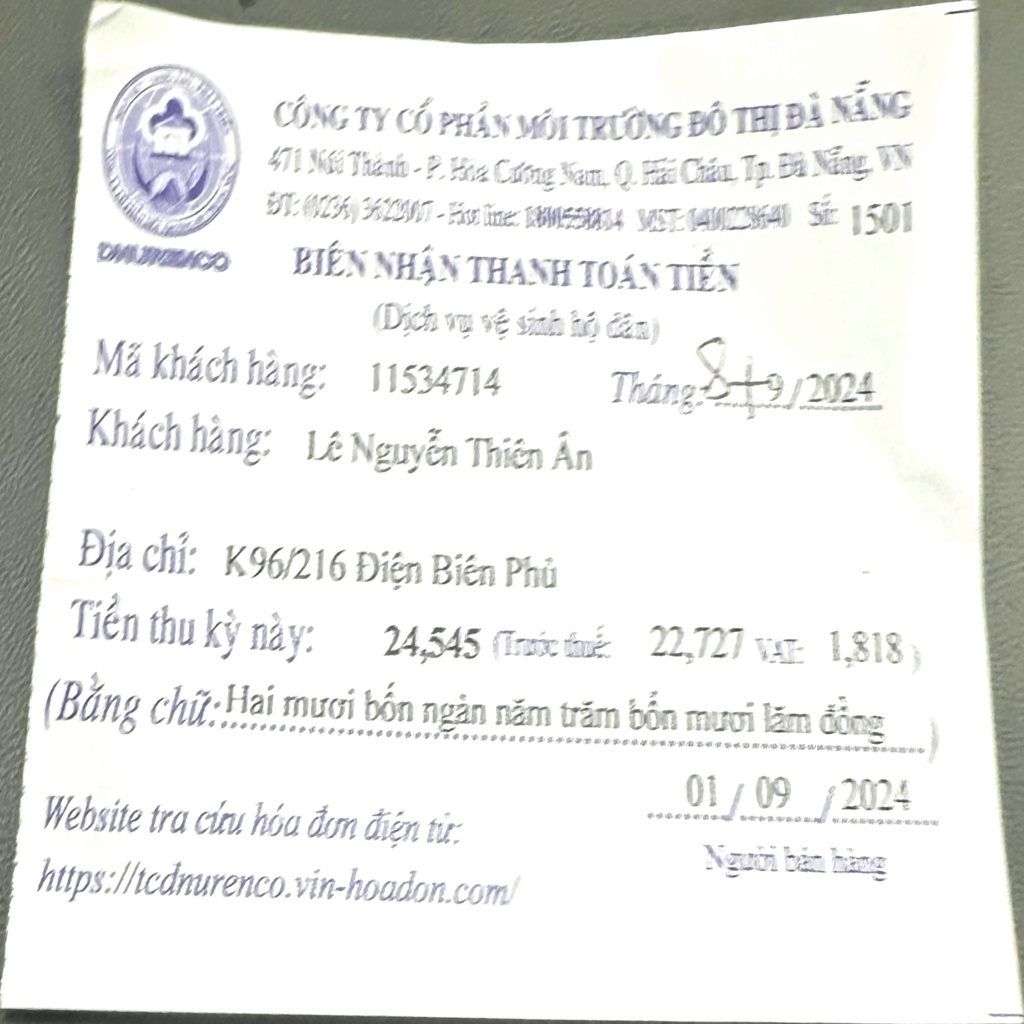 CÔNG TY CỔ PHẦN MÔI TRƯỜNG ĐÔ THỊ ĐÀ NẴNG
471 Núi Thành - P. Hòa Cường Nam, Q. Hải Châu, Tp. Đà Nẵng, VN
ĐT: (0236) 3622007 - Hot line: MST: Số: 1501
DNURENCO
BIÊN NHẬN THANH TOÁN TIỀN
(Dịch vụ vệ sinh hộ dân)
Mã khách hàng: 11534714 Tháng: 8+9/2024
Khách hàng: Lê Nguyễn Thiên Ân
Địa chỉ: K96/216 Điện Biên Phủ
Tiền thu kỳ này: 24,545 (Trước thuế: 22,727 VAT: 1,818)
(Bằng chữ: Hai mươi bốn ngàn năm trăm bốn mươi lăm đồng)
01/09/2024
Website tra cứu hóa đơn điện tử:
Người bán hàng
https://tcdnurenco.vin-hoadon.com/